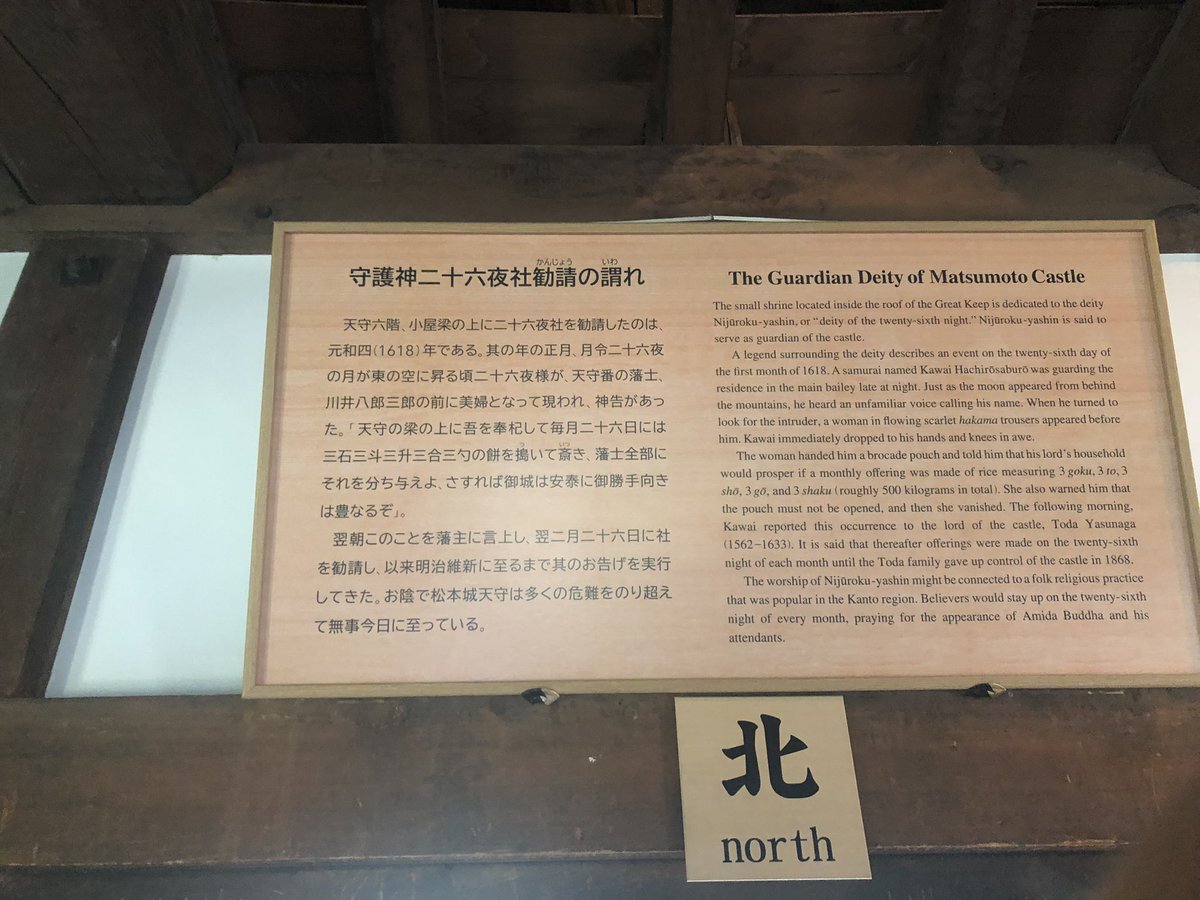 かんじょう いわ
守護神二十六夜社勧請の謂れ
天守六階、小屋梁の上に二十六夜社を勧請したのは、
元和四(1618)年である。其の年の正月、月令二十六夜
の月が東の空に昇る頃二十六夜様が、天守番の藩士、
川井八郎三郎の前に美婦となって現われ、神告があっ
た。「天守の梁の上に吾を奉杞して毎月二十六日には
つ いつ
三石三斗三升三合三勺の餅を搗いて斎き、藩士全部に
それを分ち与えよ、さすれば御城は安泰に御勝手向き
は豊なるぞ」。
翌朝このことを藩主に言上し、翌二月二十六日に社
を勧請し、以来明治維新に至るまで其のお告げを実行
してきた。お陰で松本城天守は多くの危難をのり超え
て無事今日に至っている。
The Guardian Deity of Matsumoto Castle
The small shrine located inside the roof of the Great Keep is dedicated to the deity
Nijūroku-yashin, or “deity of the twenty-sixth night.” Nijūroku-yashin is said to
serve as guardian of the castle.
A legend surrounding the deity describes an event on the twenty-sixth day of
the first month of 1618. A samurai named Kawai Hachirōsaburō was guarding the
residence in the main bailey late at night. Just as the moon appeared from behind
the mountains, he heard an unfamiliar voice calling his name. When he turned to
look for the intruder, a woman in flowing scarlet hakama trousers appeared before
him. Kawai immediately dropped to his hands and knees in awe.
The woman handed him a brocade pouch and told him that his lord’s household
would prosper if a monthly offering was made of rice measuring 3 goku, 3 to, 3
shō, 3 gō, and 3 shaku (roughly 500 kilograms in total). She also warned him that
the pouch must not be opened, and then she vanished. The following morning,
Kawai reported this occurrence to the lord of the castle, Toda Yasunaga
(1562–1633). It is said that thereafter offerings were made on the twenty-sixth
night of each month until the Toda family gave up control of the castle in 1868.
The worship of Nijūroku-yashin might be connected to a folk religious practice
that was popular in the Kanto region. Believers would stay up on the twenty-sixth
night of every month, praying for the appearance of Amida Buddha and his
attendants.
北
north